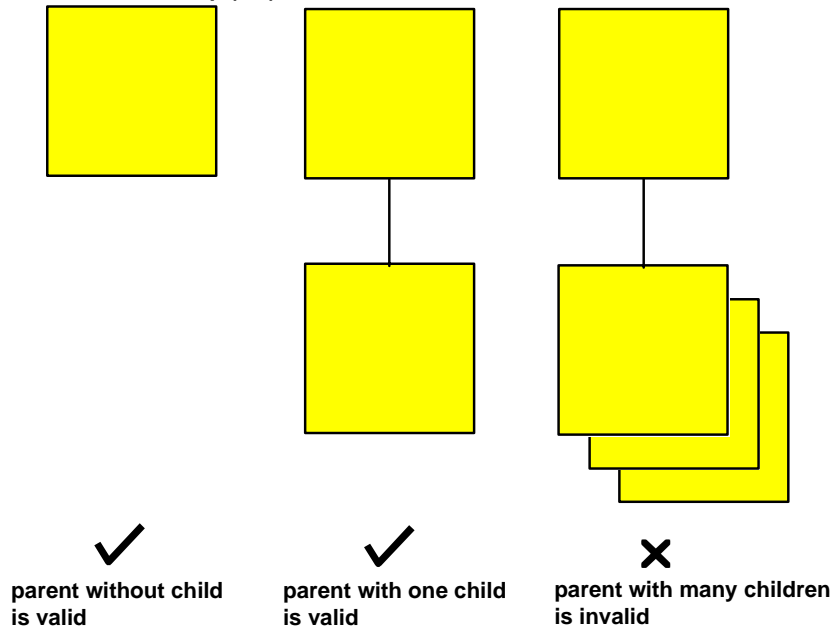 parent without child
is valid
parent with one child
is valid
parent with many children
is invalid